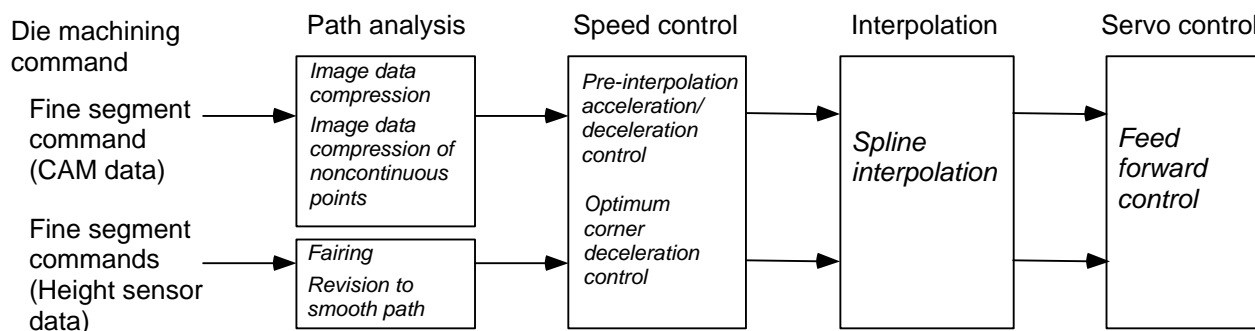 Die machining
command
Fine segment
command
(CAM data)
Fine segment
commands
(Height sensor
data)
Path analysis
Image data
compression
Image data
compression of
noncontinuous
points
Fairing
Revision to
smooth path
Speed control
Pre-interpolation
acceleration/
deceleration
control
Optimum
corner
deceleration
control
Interpolation
Spline
interpolation
Servo control
Feed
forward
control